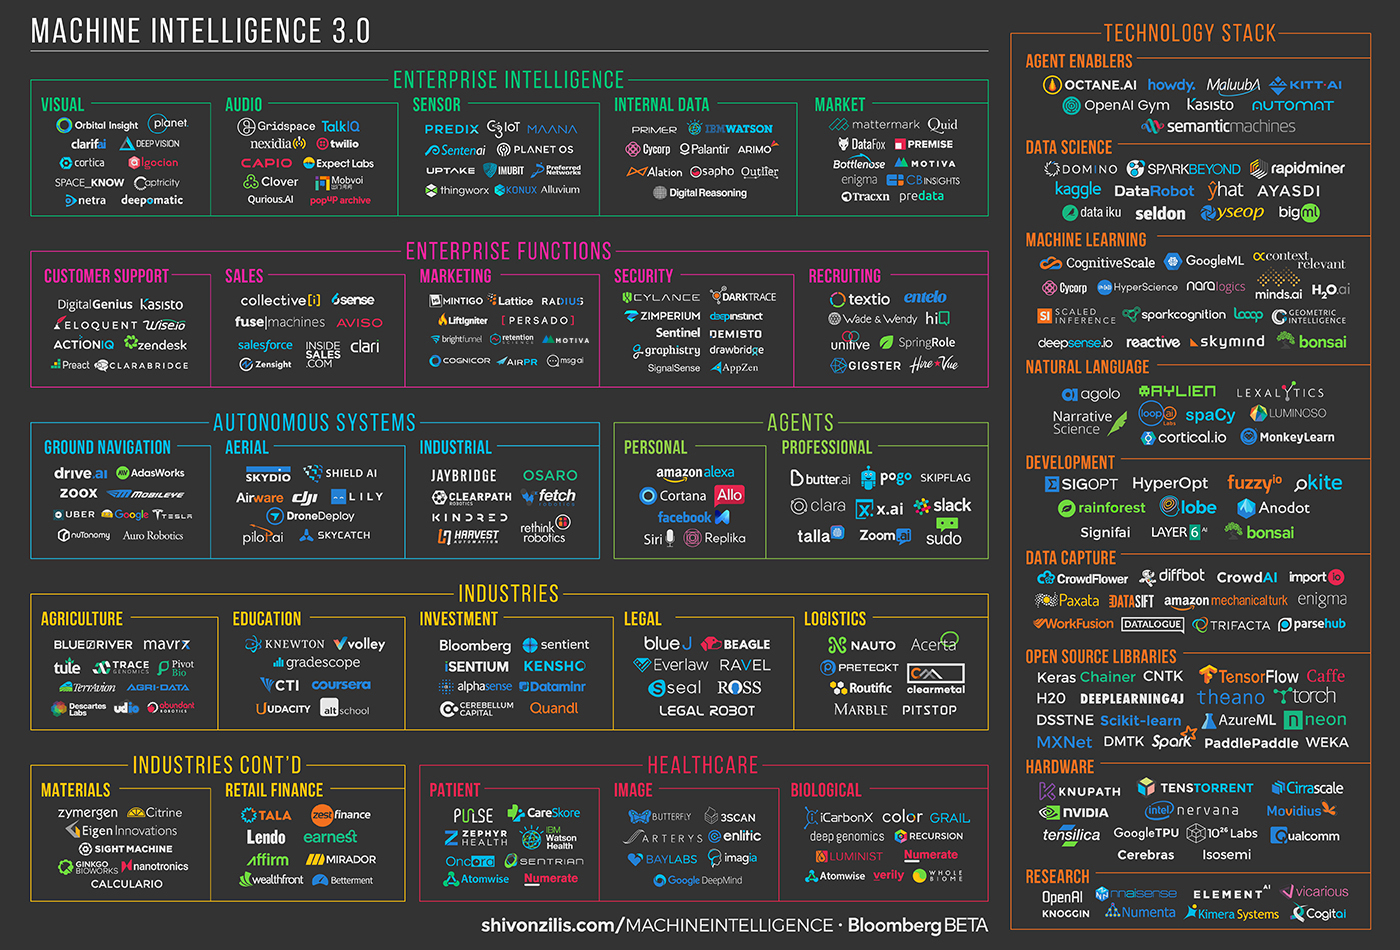 MACHINE INTELLIGENCE 3.0
ENTERPRISE INTELLIGENCE
VISUAL
Orbital Insight planet.
clarifai DEEP VISION
cortica algocian
SPACE_KNOW Captricity
netra deepomatic
AUDIO
Gridspace TalkIQ
nexidia twilio
CAPIO Expect Labs
Clover Mobvoi
Qurious.AI popUP archive
SENSOR
PREDIX C3 IoT MAANA
Sentenai PLANET OS
UPTAKE IMUBIT Preferred Networks
thingworx KONUX Alluvium
INTERNAL DATA
PRIMER IBM WATSON
Cycorp Palantir ARIMO
Alation sapho Outlier
Digital Reasoning
MARKET
mattermark Quid
DataFox PREMISE
Bottlenose MOTIVA
enigma CB INSIGHTS
Tracxn predata
ENTERPRISE FUNCTIONS
CUSTOMER SUPPORT
DigitalGenius Kasisto
ELOQUENT Wise.io
ACTIONIQ zendesk
Preact CLARABRIDGE
SALES
collective[i] 6sense
fuse|machines AVISO
salesforce INSIDE SALES .COM clari
Zensight
MARKETING
MINTIGO Lattice RADIUS
LiftIgniter [PERSADO]
brightfunnel retention SCIENCE MOTIVA
COGNICOR AIRPR msg.ai
SECURITY
CYLANCE DARKTRACE
ZIMPERIUM deepinstinct
Sentinel DEMISTO
graphistry drawbridge
SignalSense AppZen
RECRUITING
textio entelo
Wade & Wendy hiQ
unitive SpringRole
GIGSTER HireVue
AUTONOMOUS SYSTEMS
GROUND NAVIGATION
drive.ai AdasWorks
ZOOX MOBILEYE
UBER Google TESLA
nuTonomy Auro Robotics
AERIAL
SKYDIO SHIELD AI
Airware dji LILY
DroneDeploy
pilot.ai SKYCATCH
INDUSTRIAL
JAYBRIDGE OSARO
CLEARPATH ROBOTICS fetch ROBOTICS
KINDRED rethink robotics
HARVEST AUTOMATION
AGENTS
PERSONAL
amazon alexa
Cortana Allo
facebook
Siri Replika
PROFESSIONAL
butter.ai pogo SKIPFLAG
clara x.ai slack
talla Zoom.ai sudo
INDUSTRIES
AGRICULTURE
BLUE RIVER mavrx
tule TRACE GENOMICS Pivot Bio
TerrAvion AGRI-DATA
Descartes Labs udio abundant ROBOTICS
EDUCATION
KNEWTON volley
gradescope
CTI coursera
UDACITY alt school
INVESTMENT
Bloomberg sentient
iSENTIUM KENSHO
alphasense Dataminr
CEREBELLUM CAPITAL Quandl
LEGAL
blue J BEAGLE
Everlaw RAVEL
seal ROSS
LEGAL ROBOT
LOGISTICS
NAUTO Acerta
PRETECKT
Routific clearmetal
MARBLE PITSTOP
INDUSTRIES CONT'D
MATERIALS
zymergen Citrine
Eigen Innovations
SIGHT MACHINE
GINKGO BIOWORKS nanotronics
CALCULARIO
RETAIL FINANCE
TALA zest finance
Lendo earnest
Affirm MIRADOR
wealthfront Betterment
HEALTHCARE
PATIENT
PULSE CareSkore
ZEPHYR HEALTH IBM Watson Health
Oncora SENTRIAN
Atomwise Numerate
IMAGE
BUTTERFLY 3SCAN
ARTERYS enlitic
BAYLABS imagia
Google DeepMind
BIOLOGICAL
iCarbonX color GRAIL
deep genomics RECURSION
LUMINIST Numerate
Atomwise verily WHOLE BIOME
TECHNOLOGY STACK
AGENT ENABLERS
OCTANE.AI howdy. MALUUBA KITT·AI
OpenAI Gym Kasisto AUTOMAT
semanticmachines
DATA SCIENCE
DOMINO SPARKBEYOND rapidminer
kaggle DataRobot ŷhat AYASDI
data iku seldon yseop bigml
MACHINE LEARNING
CognitiveScale GoogleML context relevant
Cycorp HyperScience nara logics minds.ai H2O.ai
SCALED INFERENCE sparkcognition loop GEOMETRIC INTELLIGENCE
deepsense.io reactive skymind bonsai
NATURAL LANGUAGE
agolo AYLIEN LEXALYTICS
Narrative Science loop ai Labs spaCy LUMINOSO
cortical.io MonkeyLearn
DEVELOPMENT
SIGOPT HyperOpt fuzzy io okite
rainforest lobe Anodot
Signifai LAYER 6 AI bonsai
DATA CAPTURE
CrowdFlower diffbot CrowdAI import io
Paxata DATASIFT amazon mechanical turk enigma
WorkFusion DATALOGUE TRIFACTA parsehub
OPEN SOURCE LIBRARIES
Keras Chainer CNTK TensorFlow Caffe
H20 DEEPLEARNING4J theano torch
DSSTNE Scikit-learn AzureML neon
MXNet DMTK Spark PaddlePaddle WEKA
HARDWARE
KNUPATH TENSTORRENT Cirrascale
NVIDIA intel nervana Movidius
tensilica GoogleTPU 10²⁶ Labs Qualcomm
Cerebras Isosemi
RESEARCH
OpenAI nnaisense ELEMENT AI vicarious
KNOGGIN Numenta Kimera Systems Cogitai
shivonzilis.com/MACHINEINTELLIGENCE · Bloomberg BETA